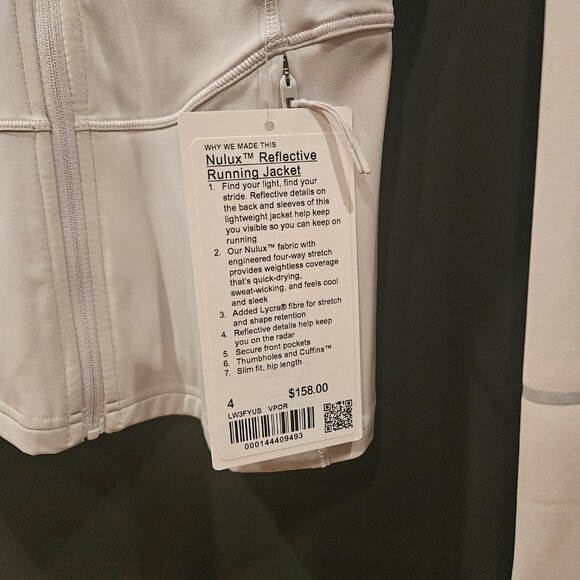 WHY WE MADE THIS
Nulux™ Reflective
Running Jacket
1. Find your light, find your
stride. Reflective details on
the back and sleeves of this
lightweight jacket help keep
you visible so you can keep on
running
2. Our Nulux™ fabric with
engineered four-way stretch
provides weightless coverage
that's quick-drying,
sweat-wicking, and feels cool
and sleek
3. Added Lycra® fibre for stretch
and shape retention
4. Reflective details help keep
you on the radar
5. Secure front pockets
6. Thumbholes and Cuffins™
7. Slim fit, hip length
4 $158.00
LW3FYUS VPOR
000144409493